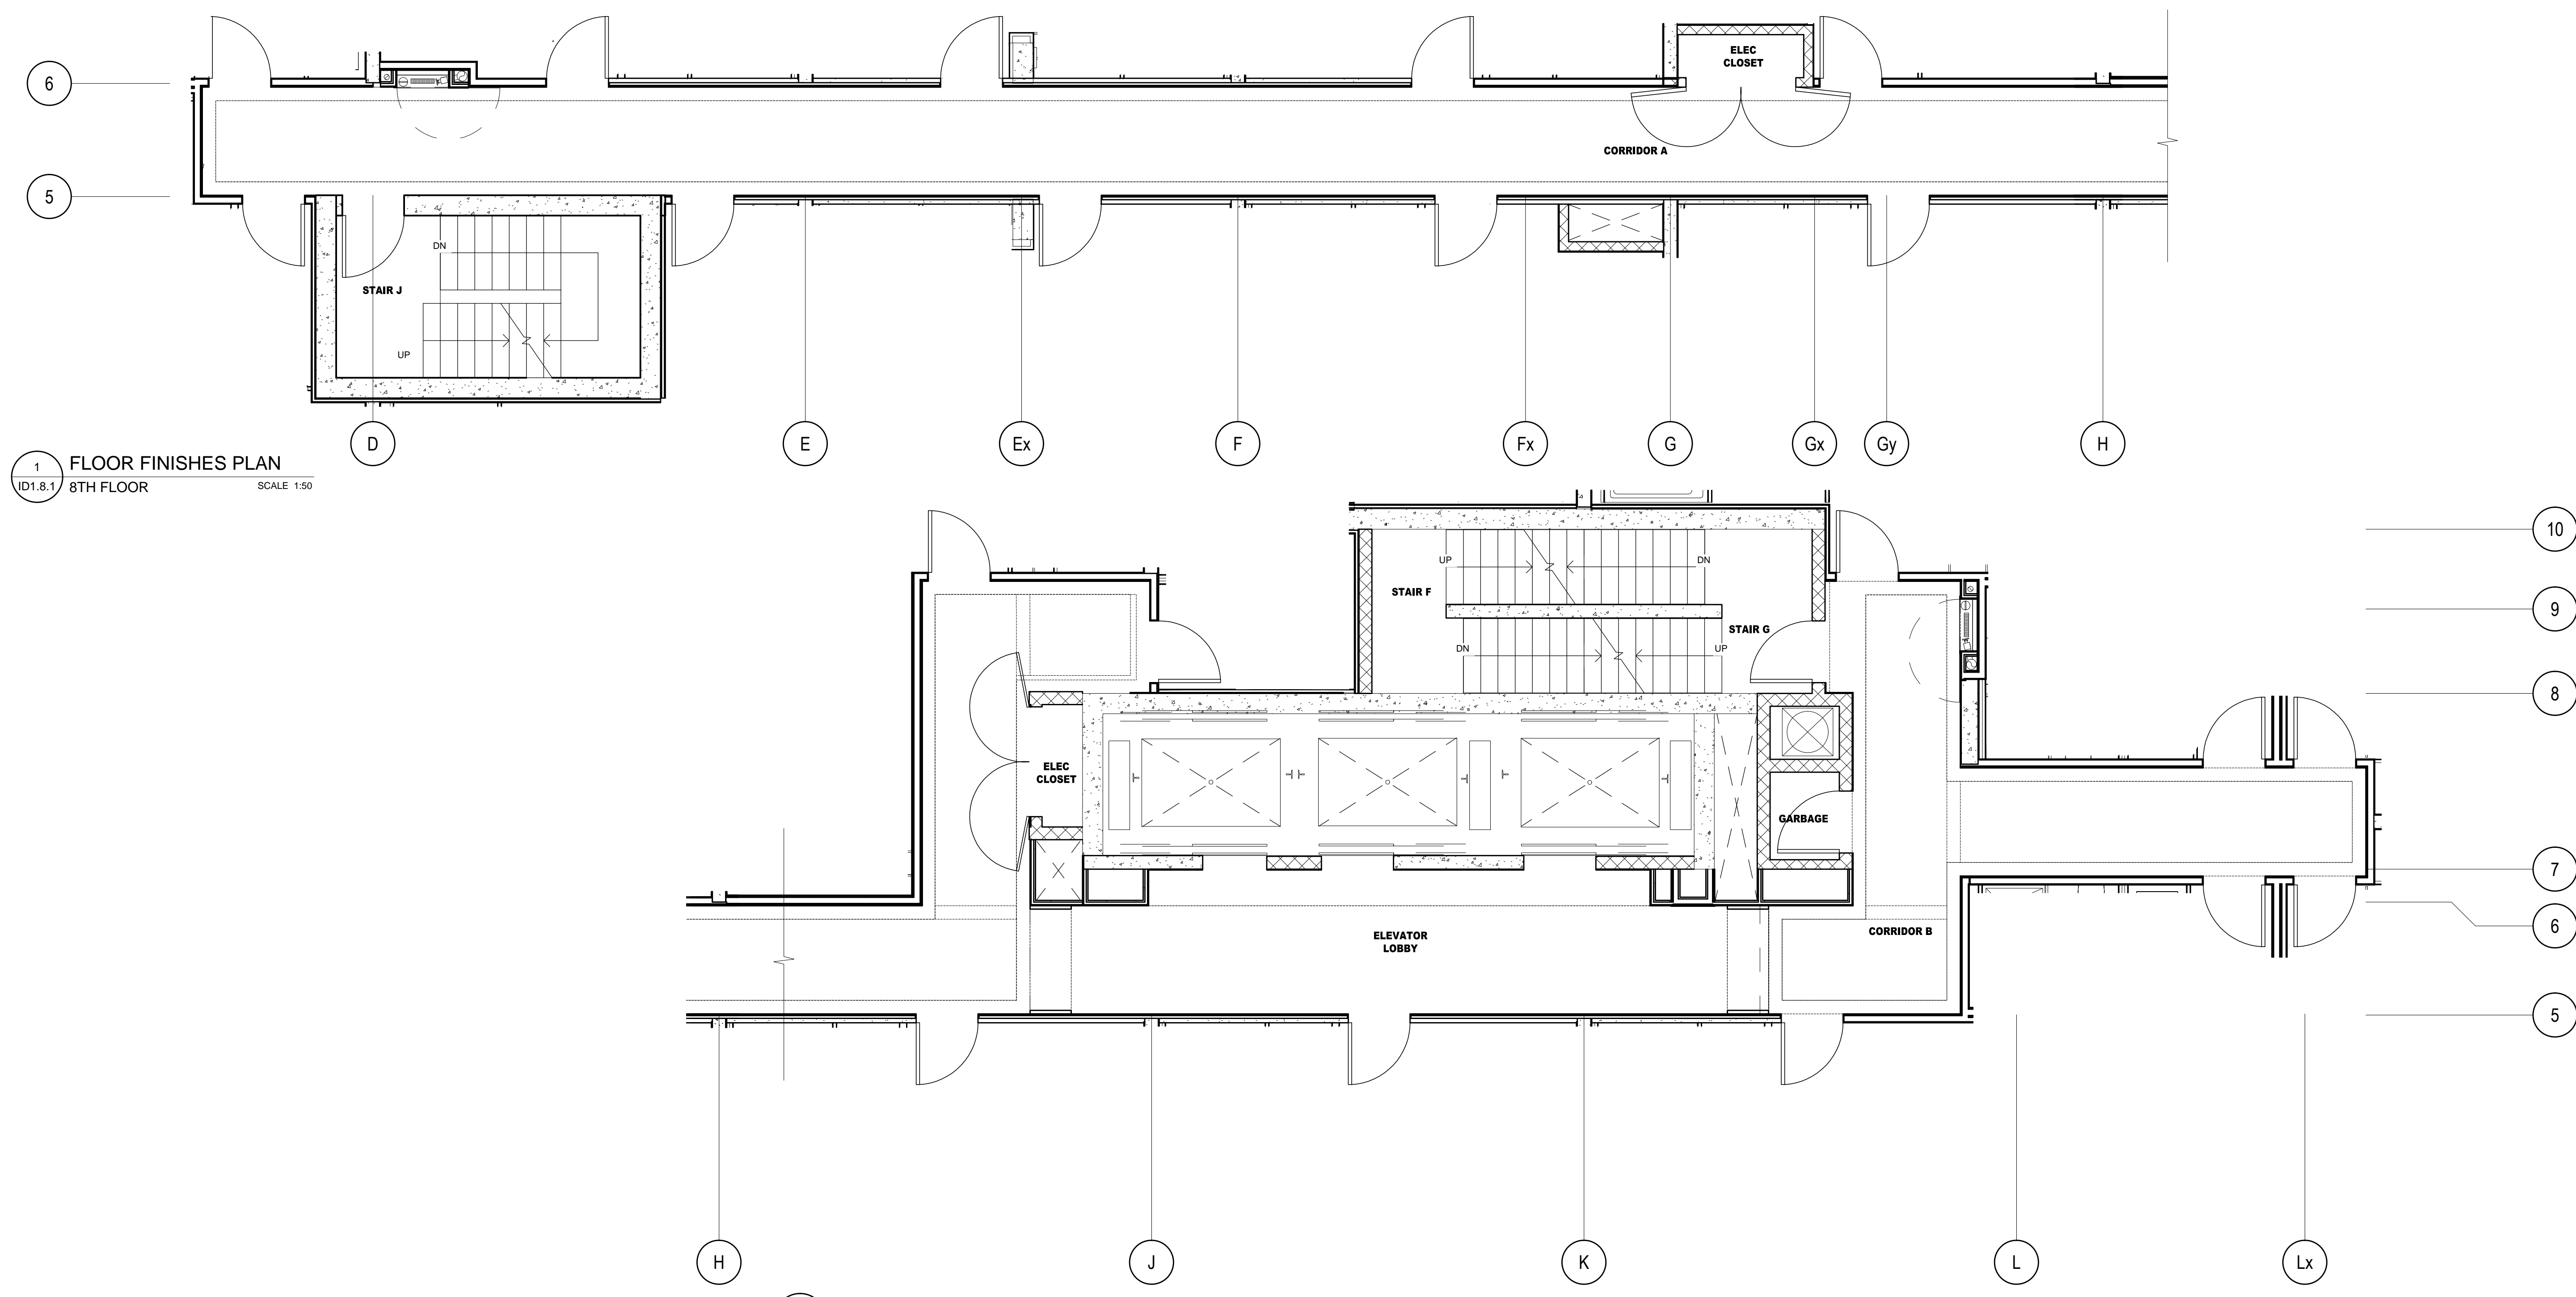 6
ELEC
CLOSET
CORRIDOR A
5
DN
STAIR J
UP
D
E
Ex
F
Fx
G
Gx
Gy
H
1
FLOOR FINISHES PLAN
ID1.8.1
8TH FLOOR
SCALE 1:50
10
UP
DN
STAIR F
9
STAIR G
DN
UP
8
ELEC
CLOSET
GARBAGE
7
6
CORRIDOR B
ELEVATOR
LOBBY
5
H
J
K
L
Lx